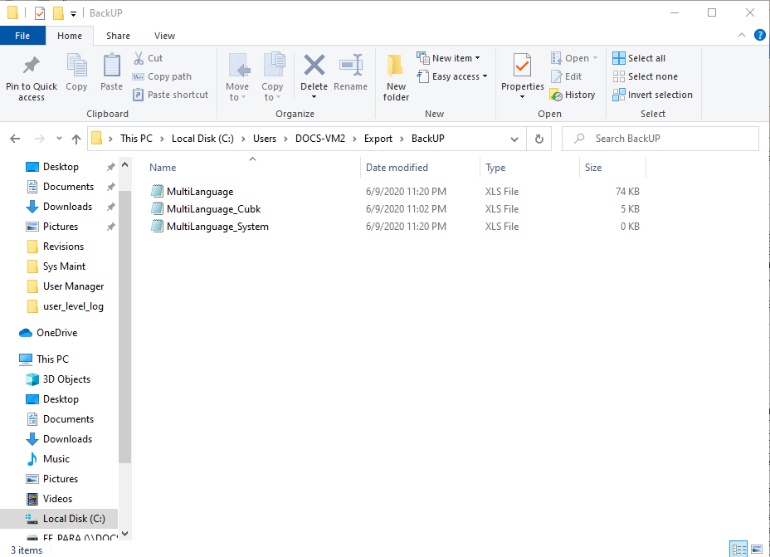 BackUP
File Home Share View
Pin to Quick access
Copy
Paste
Cut
Copy path
Paste shortcut
Clipboard
Move to
Copy to
Delete
Rename
Organize
New folder
New item
Easy access
New
Properties
Open
Edit
History
Open
Select all
Select none
Invert selection
Select
This PC Local Disk (C:) Users DOCS-VM2 Export BackUP
Search BackUP
Desktop
Documents
Downloads
Pictures
Revisions
Sys Maint
User Manager
user_level_log
OneDrive
This PC
3D Objects
Desktop
Documents
Downloads
Music
Pictures
Videos
Local Disk (C:)
Name Date modified Type Size
MultiLanguage 6/9/2020 11:20 PM XLS File 74 KB
MultiLanguage_Cubk 6/9/2020 11:02 PM XLS File 5 KB
MultiLanguage_System 6/9/2020 11:20 PM XLS File 0 KB
3 items